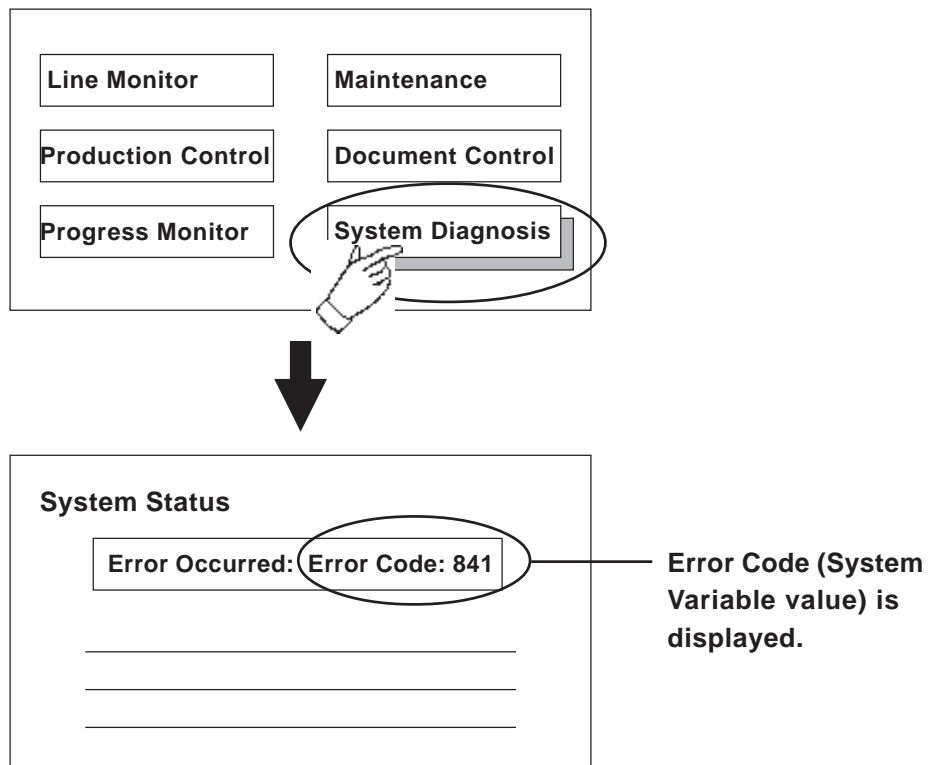 Line Monitor
Maintenance
Production Control
Document Control
Progress Monitor
System Diagnosis
System Status
Error Occurred: Error Code: 841
Error Code (System
Variable value) is
displayed.